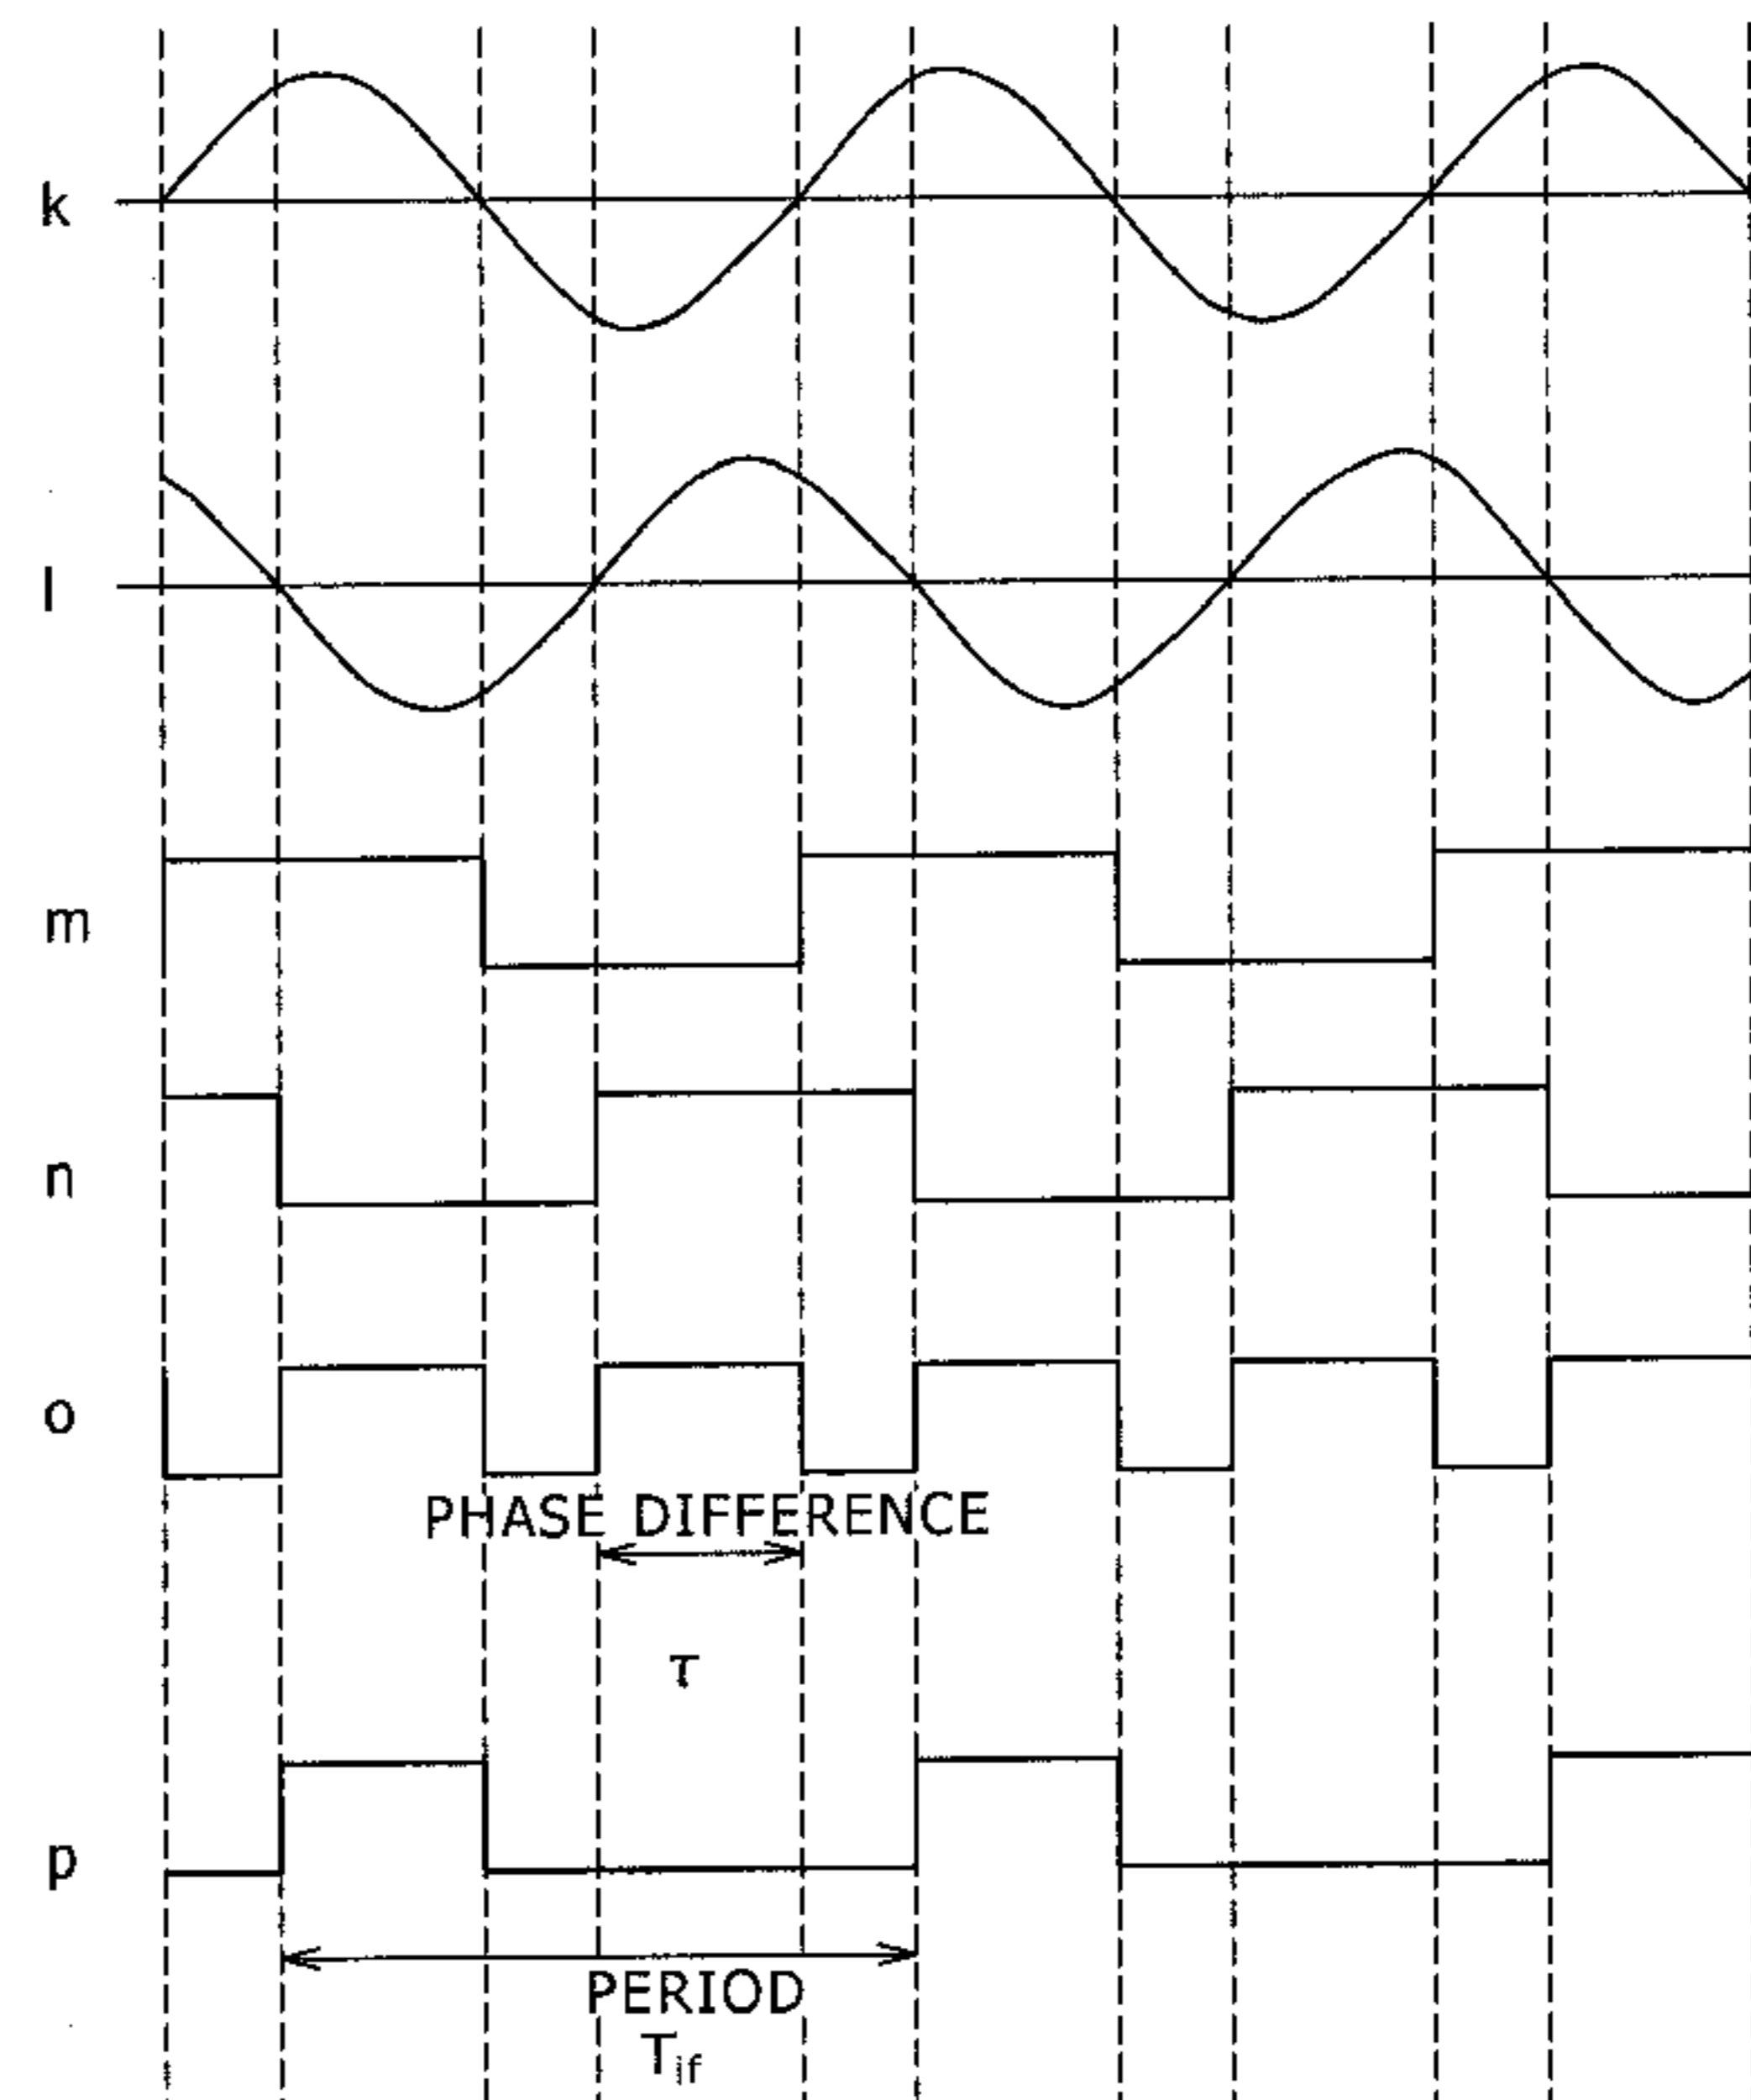 k
l
m
n
o
PHASE DIFFERENCE
τ
p
PERIOD
Tif